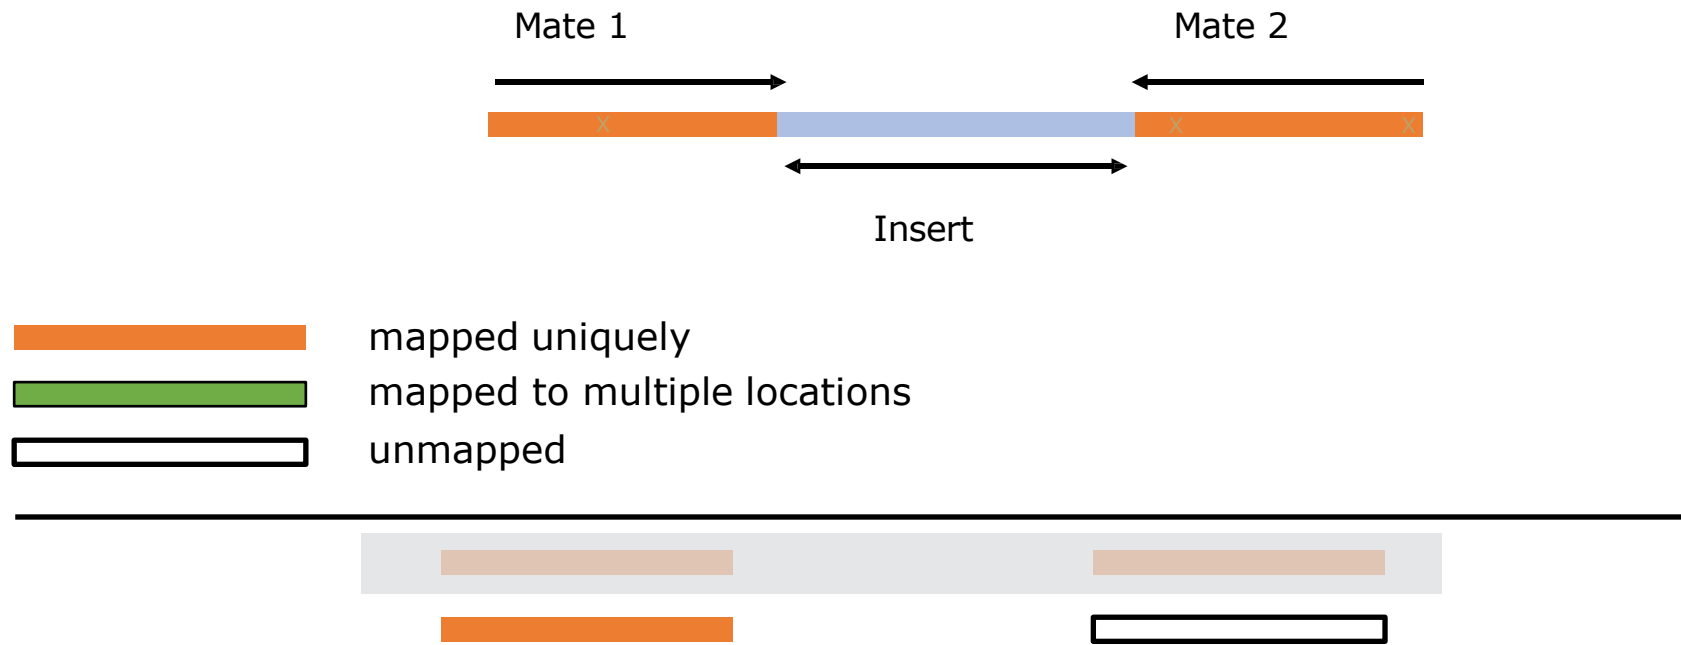 Mate 1 Mate 2
x x x
Insert
mapped uniquely
mapped to multiple locations
unmapped